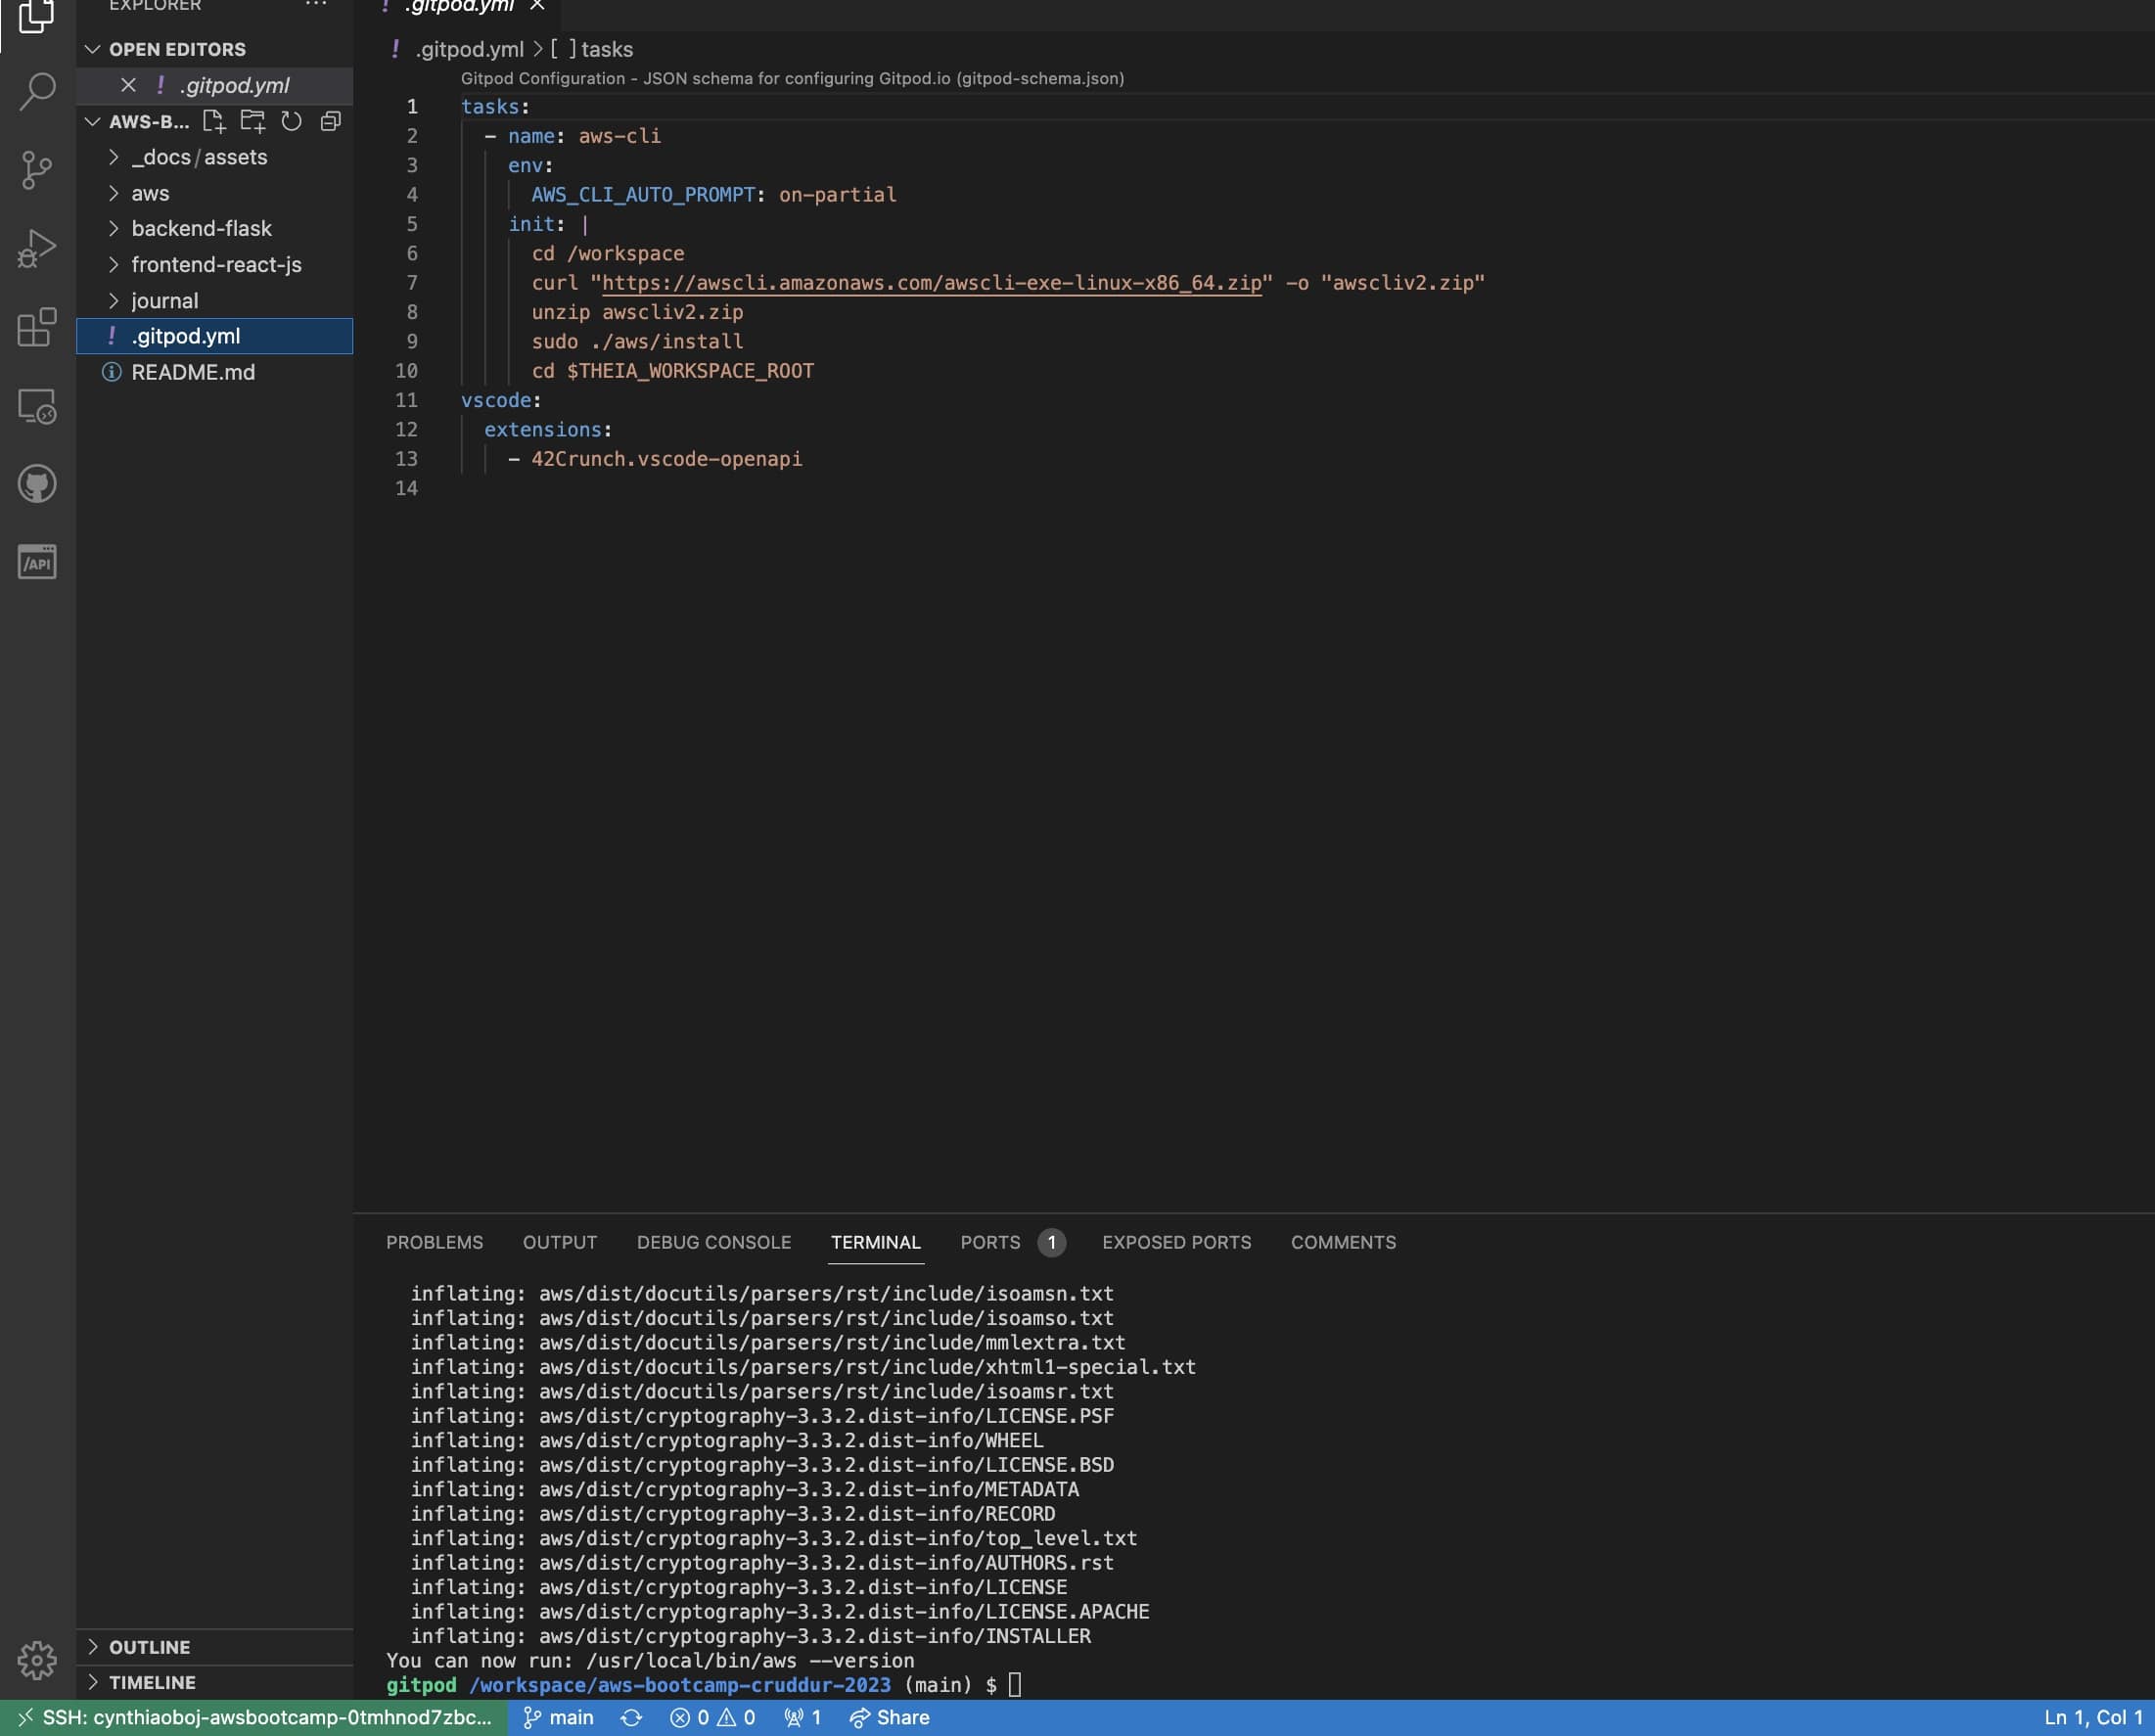 EXPLORER
OPEN EDITORS
.gitpod.yml
AWS-B...
_docs/assets
aws
backend-flask
frontend-react-js
journal
! .gitpod.yml
README.md
OUTLINE
TIMELINE
/API
! .gitpod.yml
! .gitpod.yml > [ ] tasks
Gitpod Configuration - JSON schema for configuring Gitpod.io (gitpod-schema.json)
1 tasks:
2   - name: aws-cli
3     env:
4       AWS_CLI_AUTO_PROMPT: on-partial
5     init: |
6       cd /workspace
7       curl "https://awscli.amazonaws.com/awscli-exe-linux-x86_64.zip" -o "awscliv2.zip"
8       unzip awscliv2.zip
9       sudo ./aws/install
10       cd $THEIA_WORKSPACE_ROOT
11 vscode:
12   extensions:
13     - 42Crunch.vscode-openapi
14
PROBLEMS OUTPUT DEBUG CONSOLE TERMINAL PORTS 1 EXPOSED PORTS COMMENTS
inflating: aws/dist/docutils/parsers/rst/include/isoamsn.txt
inflating: aws/dist/docutils/parsers/rst/include/isoamso.txt
inflating: aws/dist/docutils/parsers/rst/include/mmlextra.txt
inflating: aws/dist/docutils/parsers/rst/include/xhtml1-special.txt
inflating: aws/dist/docutils/parsers/rst/include/isoamsr.txt
inflating: aws/dist/cryptography-3.3.2.dist-info/LICENSE.PSF
inflating: aws/dist/cryptography-3.3.2.dist-info/WHEEL
inflating: aws/dist/cryptography-3.3.2.dist-info/LICENSE.BSD
inflating: aws/dist/cryptography-3.3.2.dist-info/METADATA
inflating: aws/dist/cryptography-3.3.2.dist-info/RECORD
inflating: aws/dist/cryptography-3.3.2.dist-info/top_level.txt
inflating: aws/dist/cryptography-3.3.2.dist-info/AUTHORS.rst
inflating: aws/dist/cryptography-3.3.2.dist-info/LICENSE
inflating: aws/dist/cryptography-3.3.2.dist-info/LICENSE.APACHE
inflating: aws/dist/cryptography-3.3.2.dist-info/INSTALLER
You can now run: /usr/local/bin/aws --version
gitpod /workspace/aws-bootcamp-cruddur-2023 (main) $
SSH: cynthiaoboj-awsbootcamp-0tmhnod7zbc... main 0 0 1 Share Ln 1, Col 1